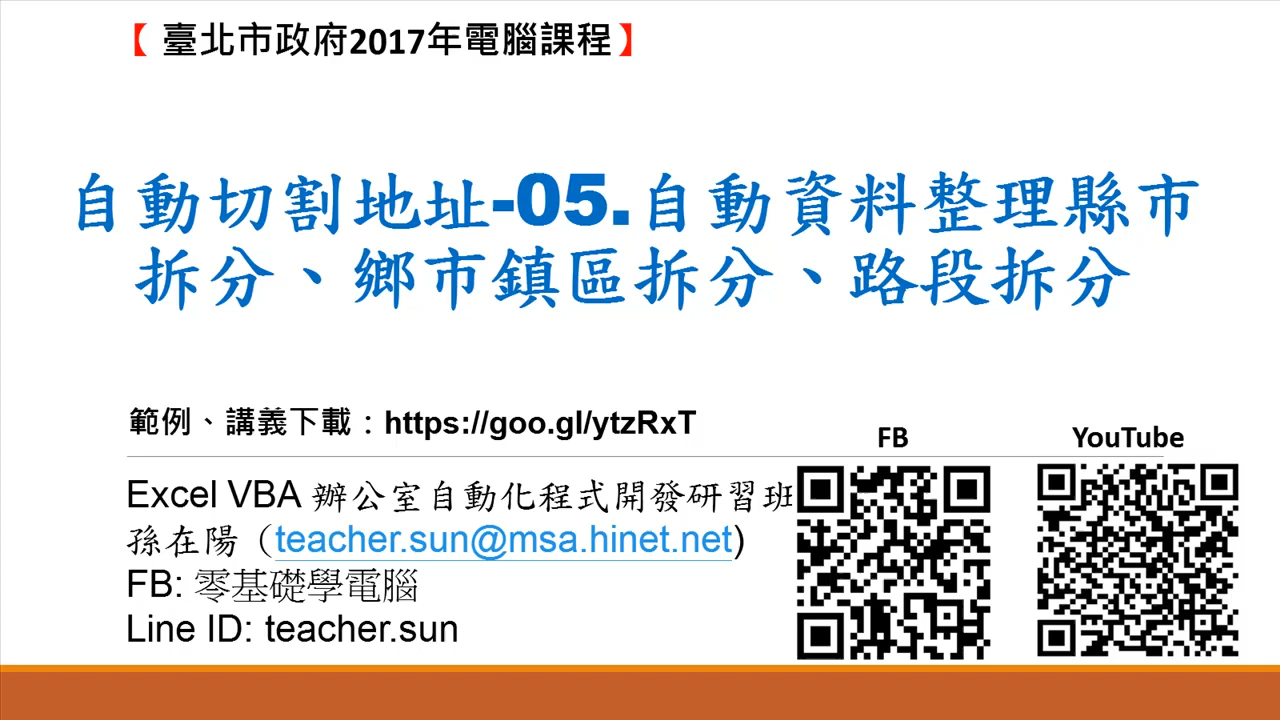 【 臺北市政府2017年電腦課程】
自動切割地址-05.自動資料整理縣市
拆分、鄉市鎮區拆分、路段拆分
範例、講義下載：https://goo.gl/ytzRxT
FB
YouTube
Excel VBA 辦公室自動化程式開發研習班
孫在陽（teacher.sun@msa.hinet.net)
FB: 零基礎學電腦
Line ID: teacher.sun